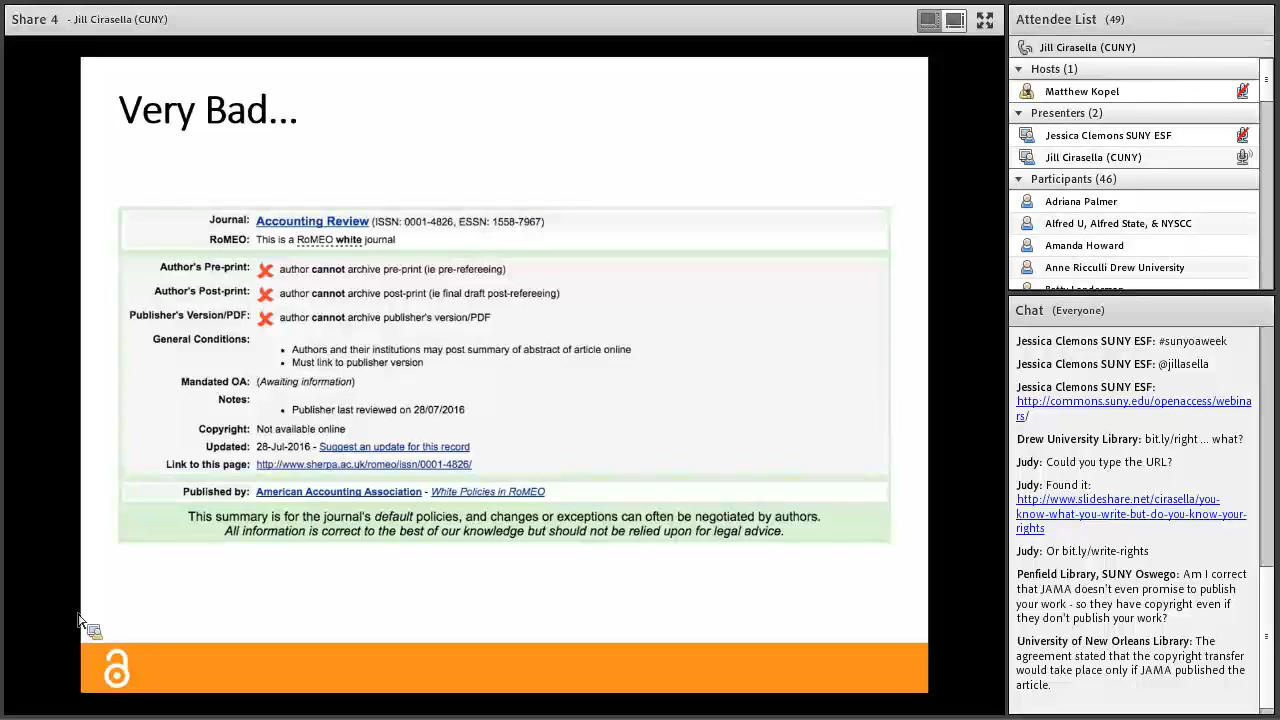 Share 4 - Jill Cirasella (CUNY)
Very Bad...
Journal: Accounting Review (ISSN: 0001-4826, ESSN: 1558-7967)
RoMEO: This is a RoMEO white journal
Author's Pre-print: author cannot archive pre-print (ie pre-refereeing)
Author's Post-print: author cannot archive post-print (ie final draft post-refereeing)
Publisher's Version/PDF: author cannot archive publisher's version/PDF
General Conditions:
• Authors and their institutions may post summary of abstract of article online
• Must link to publisher version
Mandated OA: (Awaiting information)
Notes:
• Publisher last reviewed on 28/07/2016
Copyright: Not available online
Updated: 28-Jul-2016 - Suggest an update for this record
Link to this page: http://www.sherpa.ac.uk/romeo/issn/0001-4826/
Published by: American Accounting Association - White Policies in RoMEO
This summary is for the journal's default policies, and changes or exceptions can often be negotiated by authors.
All information is correct to the best of our knowledge but should not be relied upon for legal advice.
Attendee List (49)
Jill Cirasella (CUNY)
Hosts (1)
Matthew Kopel
Presenters (2)
Jessica Clemons SUNY ESF
Jill Cirasella (CUNY)
Participants (46)
Adriana Palmer
Alfred U, Alfred State, & NYSCC
Amanda Howard
Anne Ricculli Drew University
Chat (Everyone)
Jessica Clemons SUNY ESF: #sunyoaweek
Jessica Clemons SUNY ESF: @jillasella
Jessica Clemons SUNY ESF:
http://commons.suny.edu/openaccess/webina
rs/
Drew University Library: bit.ly/right ... what?
Judy: Could you type the URL?
Judy: Found it:
http://www.slideshare.net/cirasella/you-
know-what-you-write-but-do-you-know-your-
rights
Judy: Or bit.ly/write-rights
Penfield Library, SUNY Oswego: Am I correct
that JAMA doesn't even promise to publish
your work - so they have copyright even if
they don't publish your work?
University of New Orleans Library: The
agreement stated that the copyright transfer
would take place only if JAMA published the
article.